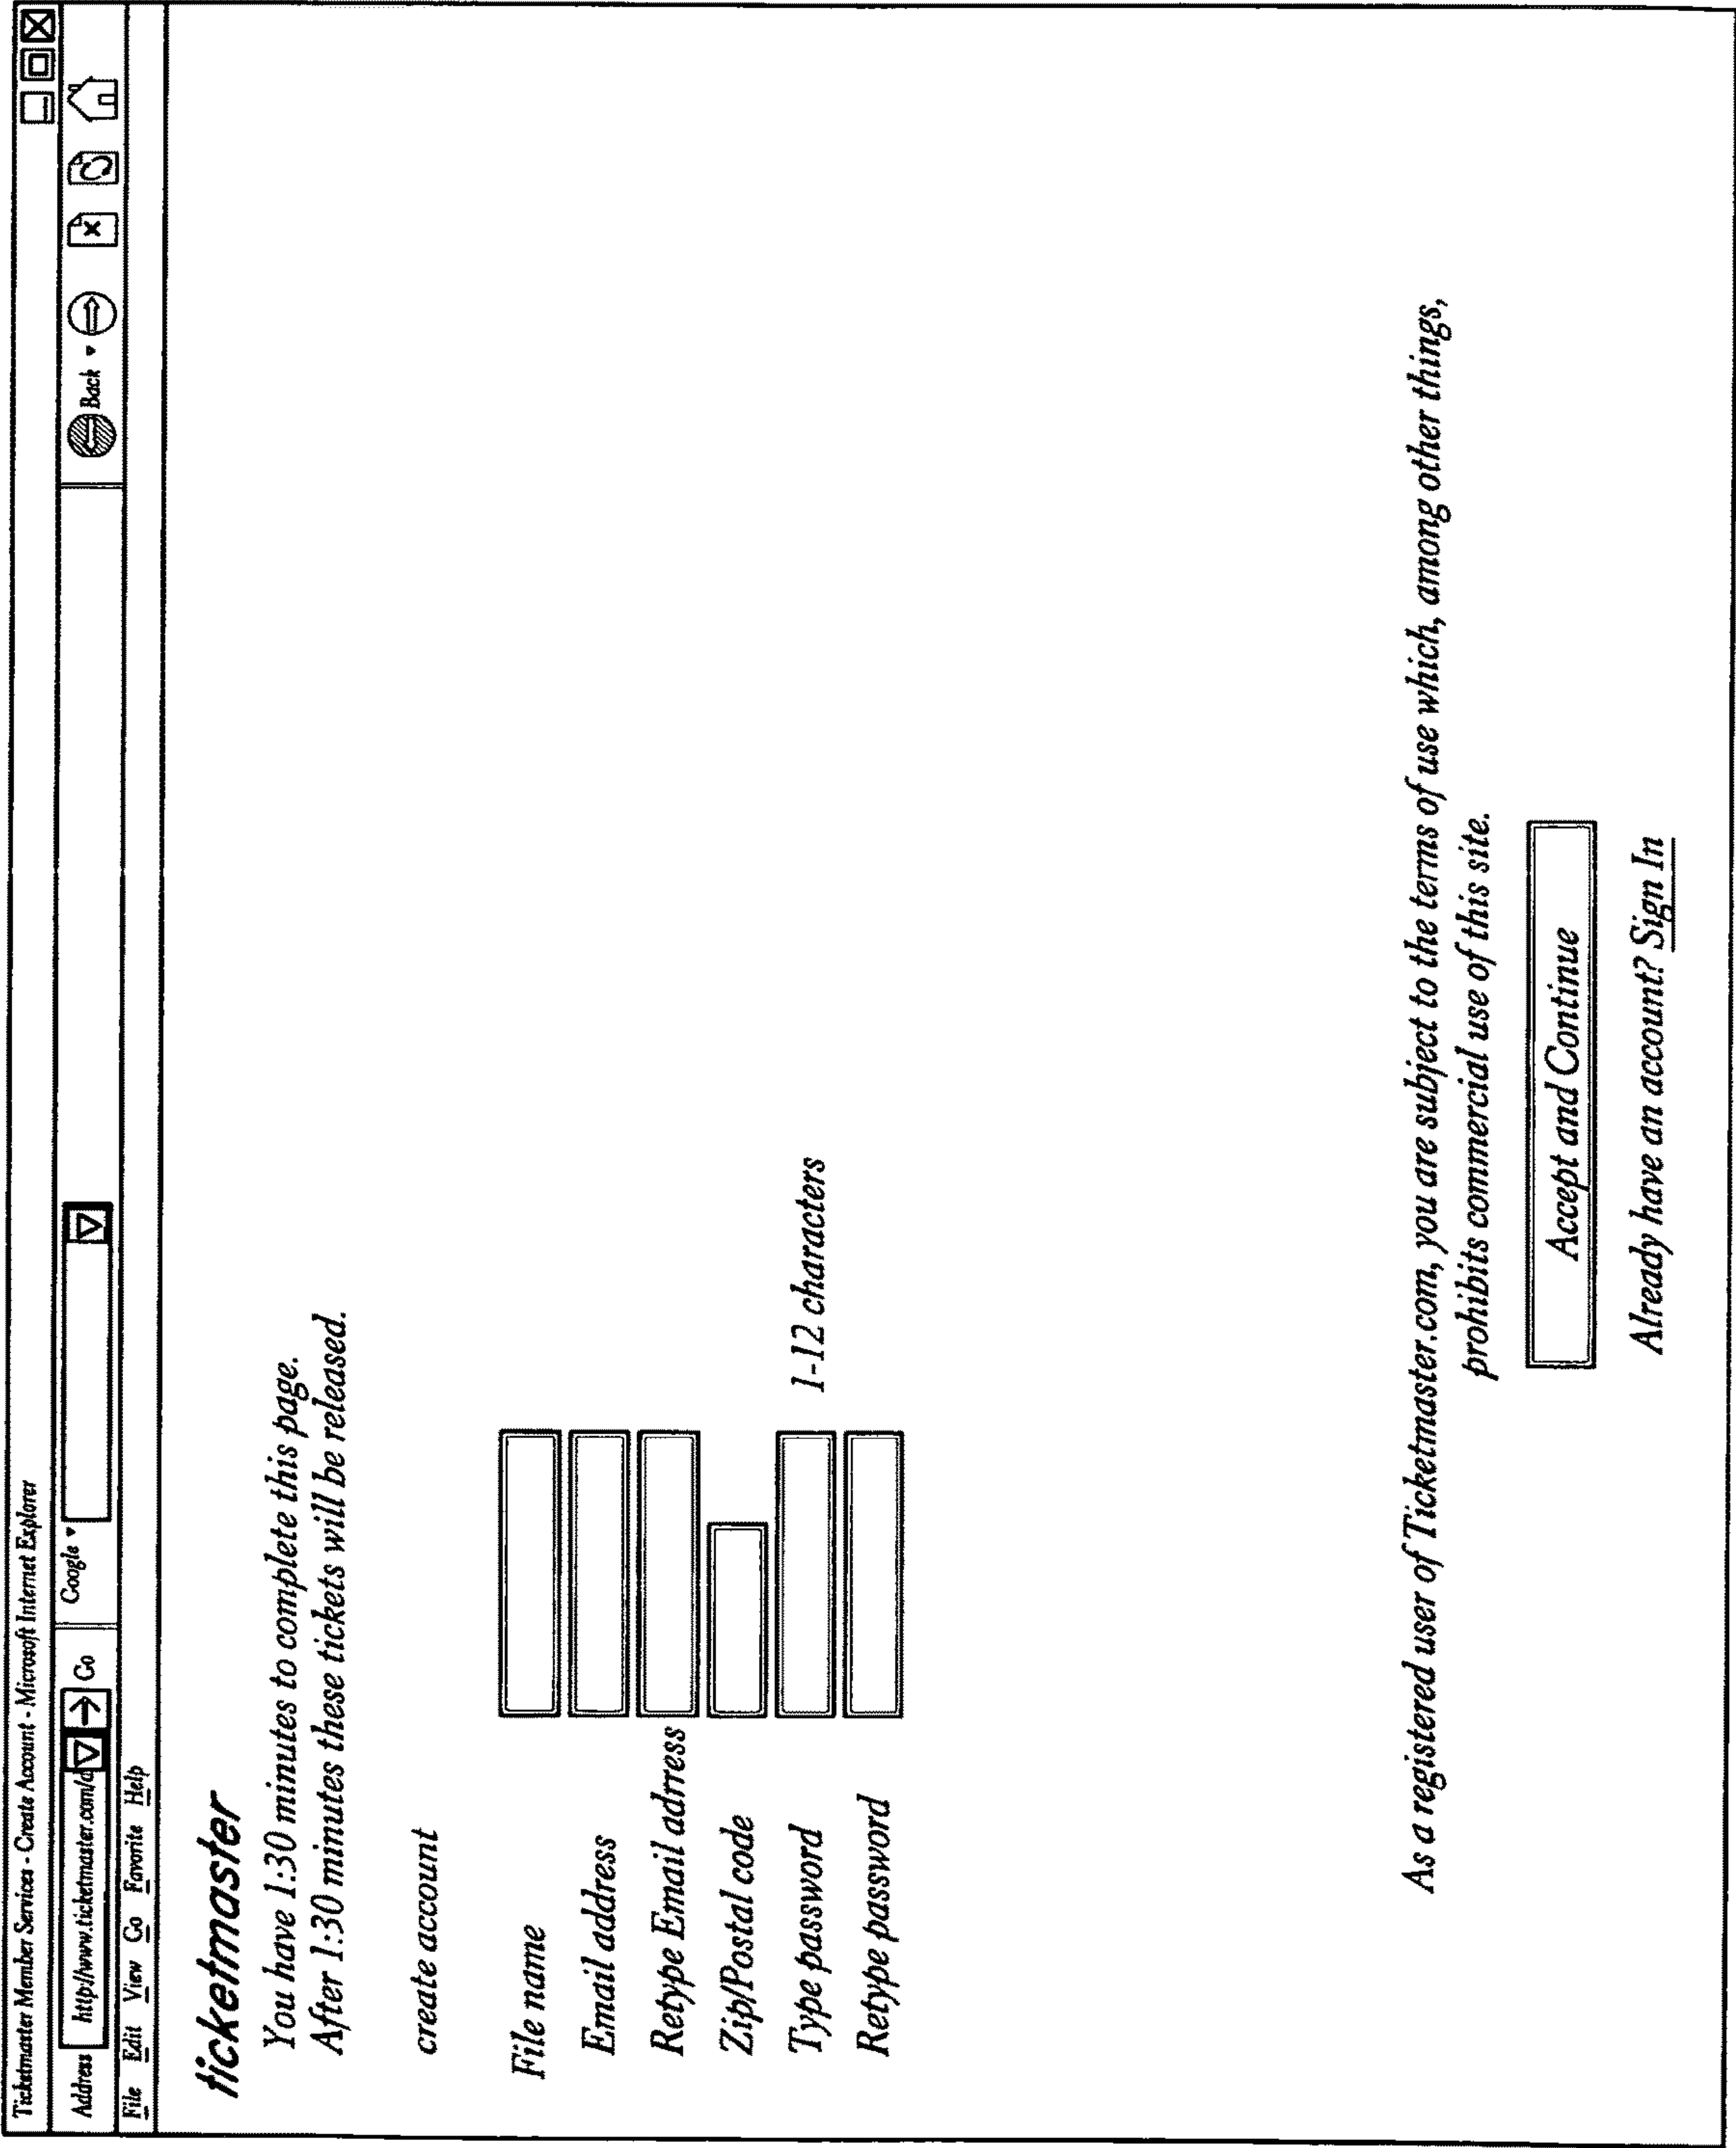 Ticketmaster Member Services - Create Account - Microsoft Internet Explorer
Address http://www.ticketmaster.com/d Go Google Back
File Edit View Go Favorite Help
ticketmaster
You have 1:30 minutes to complete this page.
After 1:30 minutes these tickets will be released.
create account
File name
Email address
Retype Email adrress
Zip/Postal code
Type password 1-12 characters
Retype password
As a registered user of Ticketmaster.com, you are subject to the terms of use which, among other things,
prohibits commercial use of this site.
Accept and Continue
Already have an account? Sign In